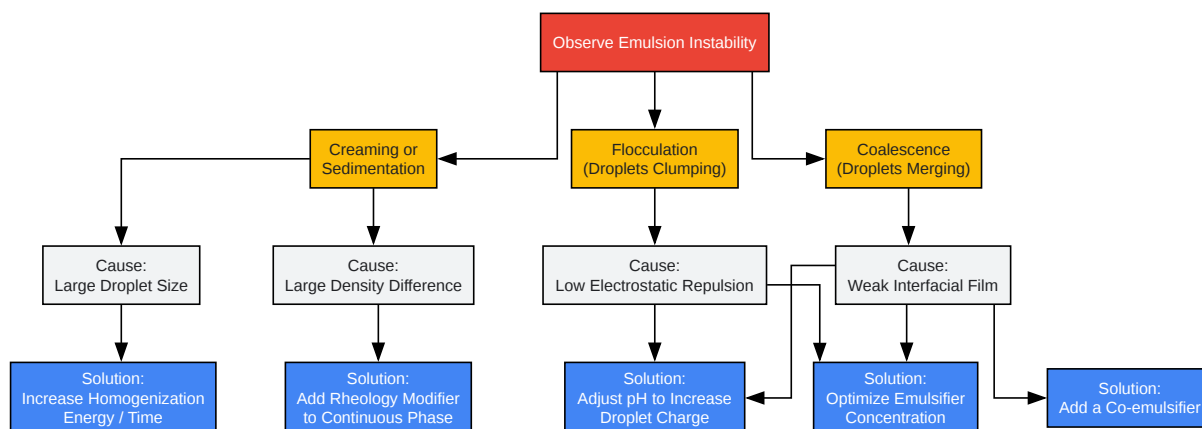 Observe Emulsion Instability
Creaming or
Sedimentation
Flocculation
(Droplets Clumping)
Coalescence
(Droplets Merging)
Cause:
Large Droplet Size
Cause:
Large Density Difference
Cause:
Low Electrostatic Repulsion
Cause:
Weak Interfacial Film
Solution:
Increase Homogenization
Energy / Time
Solution:
Add Rheology Modifier
to Continuous Phase
Solution:
Adjust pH to Increase
Droplet Charge
Solution:
Optimize Emulsifier
Concentration
Solution:
Add a Co-emulsifier